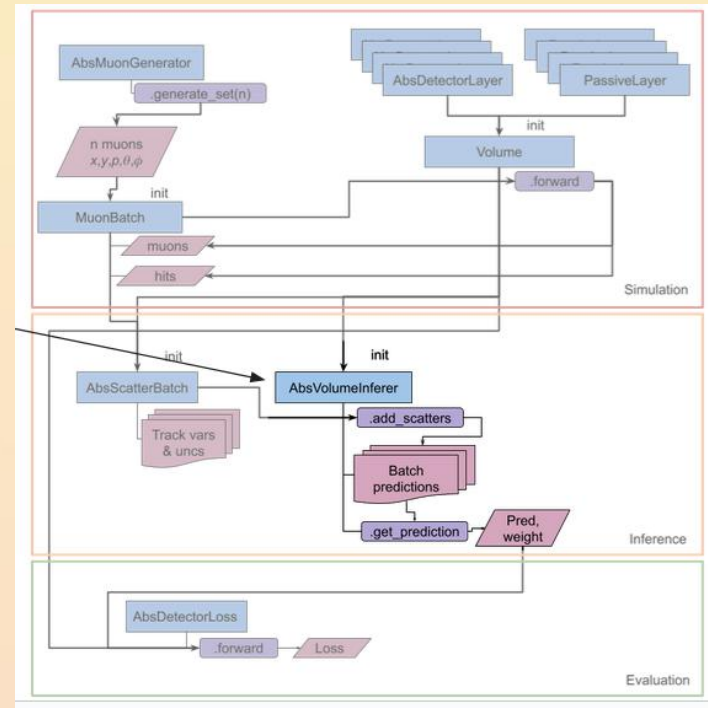 AbsMuonGenerator
.generate_set(n)
n muons
x,y,p,θ,ϕ
init
MuonBatch
muons
hits
AbsDetectorLayer
PassiveLayer
init
Volume
.forward
Simulation
init
AbsScatterBatch
Track vars
& uncs
init
AbsVolumeInferer
.add_scatters
Batch
predictions
.get_prediction
Pred,
weight
Inference
AbsDetectorLoss
.forward
Loss
Evaluation